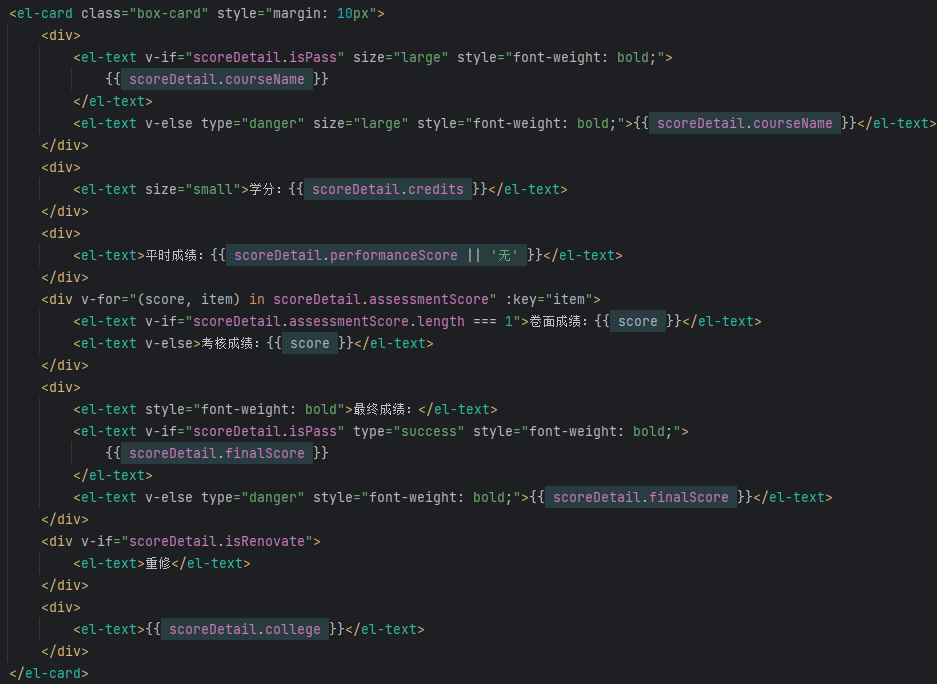 <el-card class="box-card" style="margin: 10px">
<div>
<el-text v-if="scoreDetail.isPass" size="large" style="font-weight: bold;">
{{ scoreDetail.courseName }}
</el-text>
<el-text v-else type="danger" size="large" style="font-weight: bold;">{{ scoreDetail.courseName }}</el-text>
</div>
<div>
<el-text size="small">学分：{{ scoreDetail.credits }}</el-text>
</div>
<div>
<el-text>平时成绩：{{ scoreDetail.performanceScore || '无' }}</el-text>
</div>
<div v-for="(score, item) in scoreDetail.assessmentScore" :key="item">
<el-text v-if="scoreDetail.assessmentScore.length === 1">卷面成绩：{{ score }}</el-text>
<el-text v-else>考核成绩：{{ score }}</el-text>
</div>
<div>
<el-text style="font-weight: bold">最终成绩：</el-text>
<el-text v-if="scoreDetail.isPass" type="success" style="font-weight: bold;">
{{ scoreDetail.finalScore }}
</el-text>
<el-text v-else type="danger" style="font-weight: bold;">{{ scoreDetail.finalScore }}</el-text>
</div>
<div v-if="scoreDetail.isRenovate">
<el-text>重修</el-text>
</div>
<div>
<el-text>{{ scoreDetail.college }}</el-text>
</div>
</el-card>